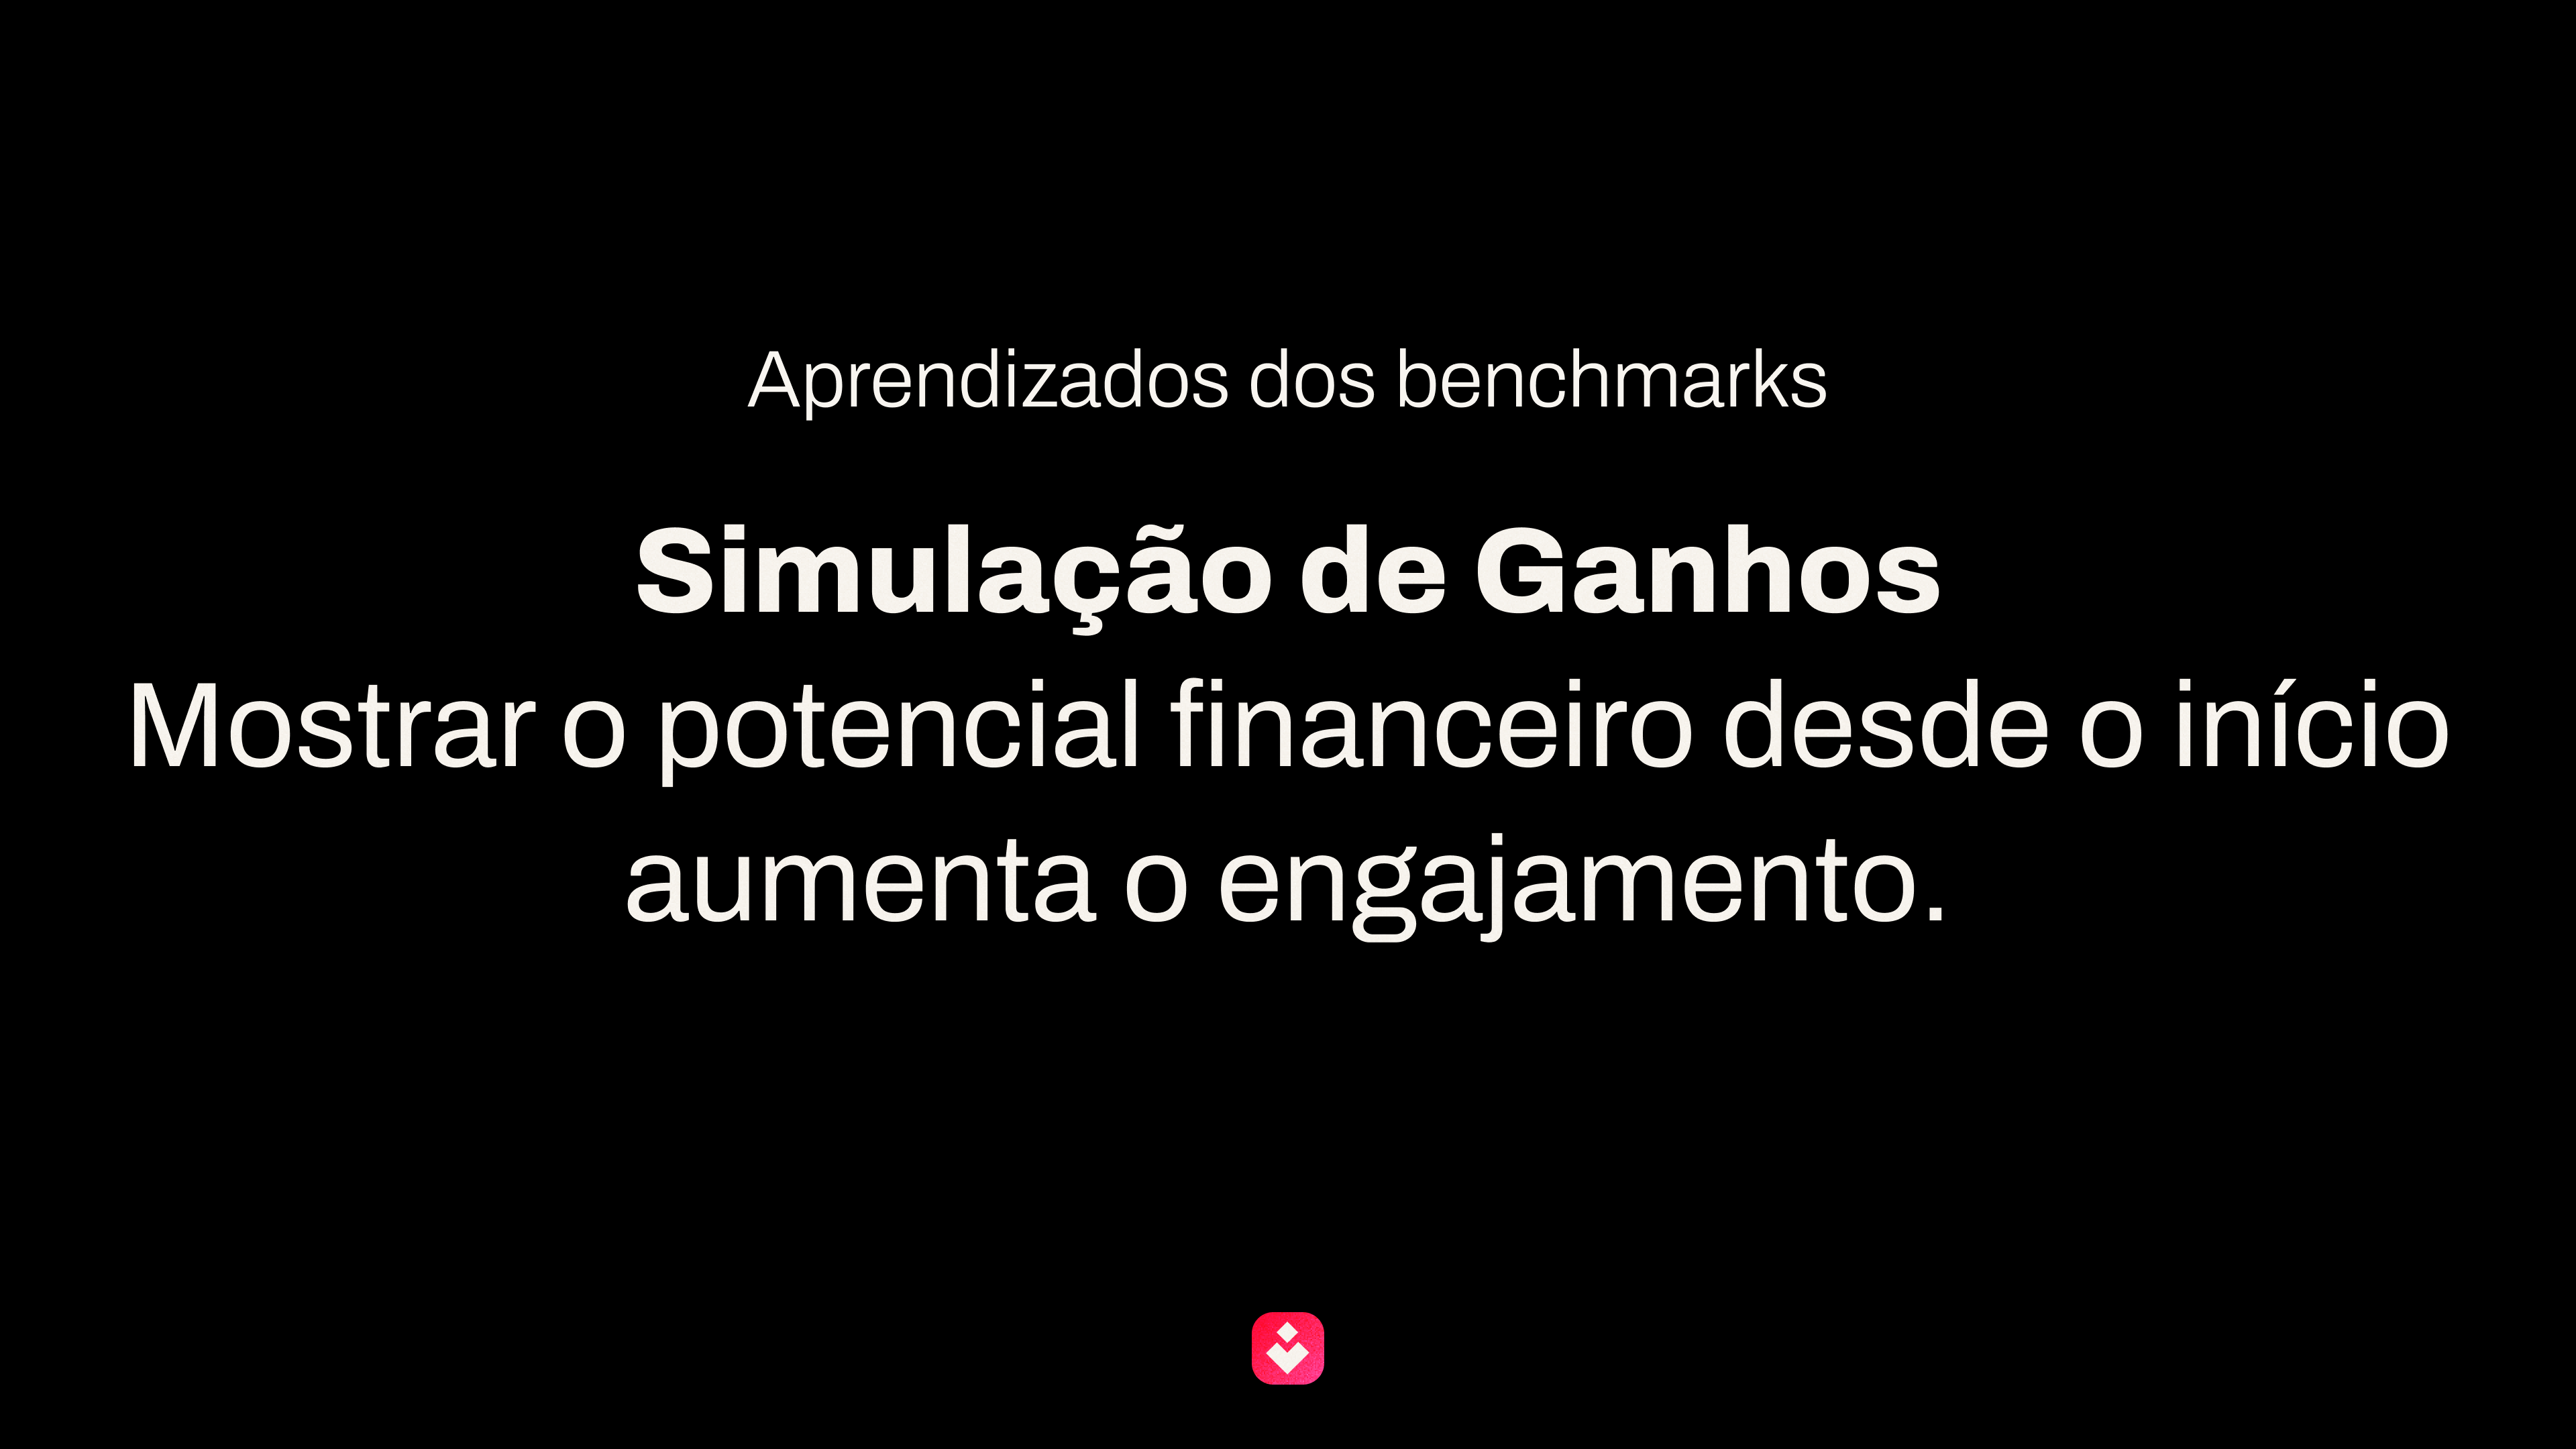 Aprendizados dos benchmarks
Simulação de Ganhos
Mostrar o potencial financeiro desde o início
aumenta o engajamento.